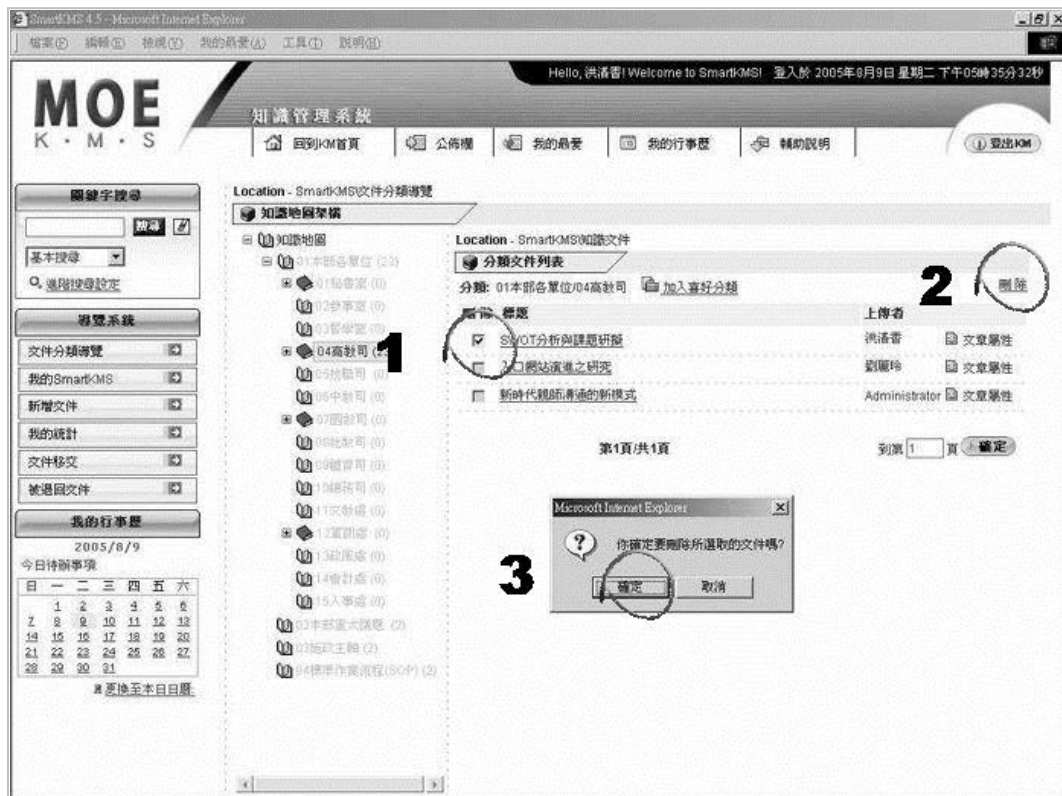 SmartKMS 4.5 - Microsoft Internet Explorer
檔案(F) 編輯(E) 檢視(V) 我的最愛(A) 工具(T) 說明(H)
Hello, 洪滿香! Welcome to SmartKMS! 登入於 2005年8月9日 星期二 下午05時35分32秒
MOE
K · M · S
知識管理系統
回到KM首頁 公佈欄 我的最愛 我的行事歷 輔助說明 登出KM
關鍵字搜尋
搜尋
基本搜尋
進階搜尋設定
導覽系統
文件分類導覽
我的SmartKMS
新增文件
我的統計
文件移交
被退回文件
我的行事歷
2005/8/9
今日待辦事項
日 一 二 三 四 五 六
1 2 3 4 5 6
7 8 9 10 11 12 13
14 15 16 17 18 19 20
21 22 23 24 25 26 27
28 29 30 31
更換至本日日曆
Location - SmartKMS\文件分類導覽
知識地圖架構
知識地圖
01本部各單位 (23)
01秘書室 (0)
02參事室 (0)
03督學室 (0)
04高教司
1
05技職司 (0)
06中教司 (0)
07國教司 (0)
08社教司 (0)
09體育司 (0)
10總務司 (0)
11文教處 (0)
12軍訓處 (0)
13政風處 (0)
14會計處 (0)
15人事處 (0)
02本部重大議題 (2)
03施政主軸 (2)
04標準作業流程(SOP) (2)
Location - SmartKMS\知識文件
分類文件列表
分類: 01本部各單位/04高教司 加入喜好分類
2
刪除
刪除 標題 上傳者
SWOT分析與課題研擬 洪滿香 文章屬性
入口網站演進之研究 劉麗玲 文章屬性
新時代親師溝通的新模式 Administrator 文章屬性
第1頁/共1頁 到第 1 頁 確定
3
Microsoft Internet Explorer
你確定要刪除所選取的文件嗎?
確定 取消